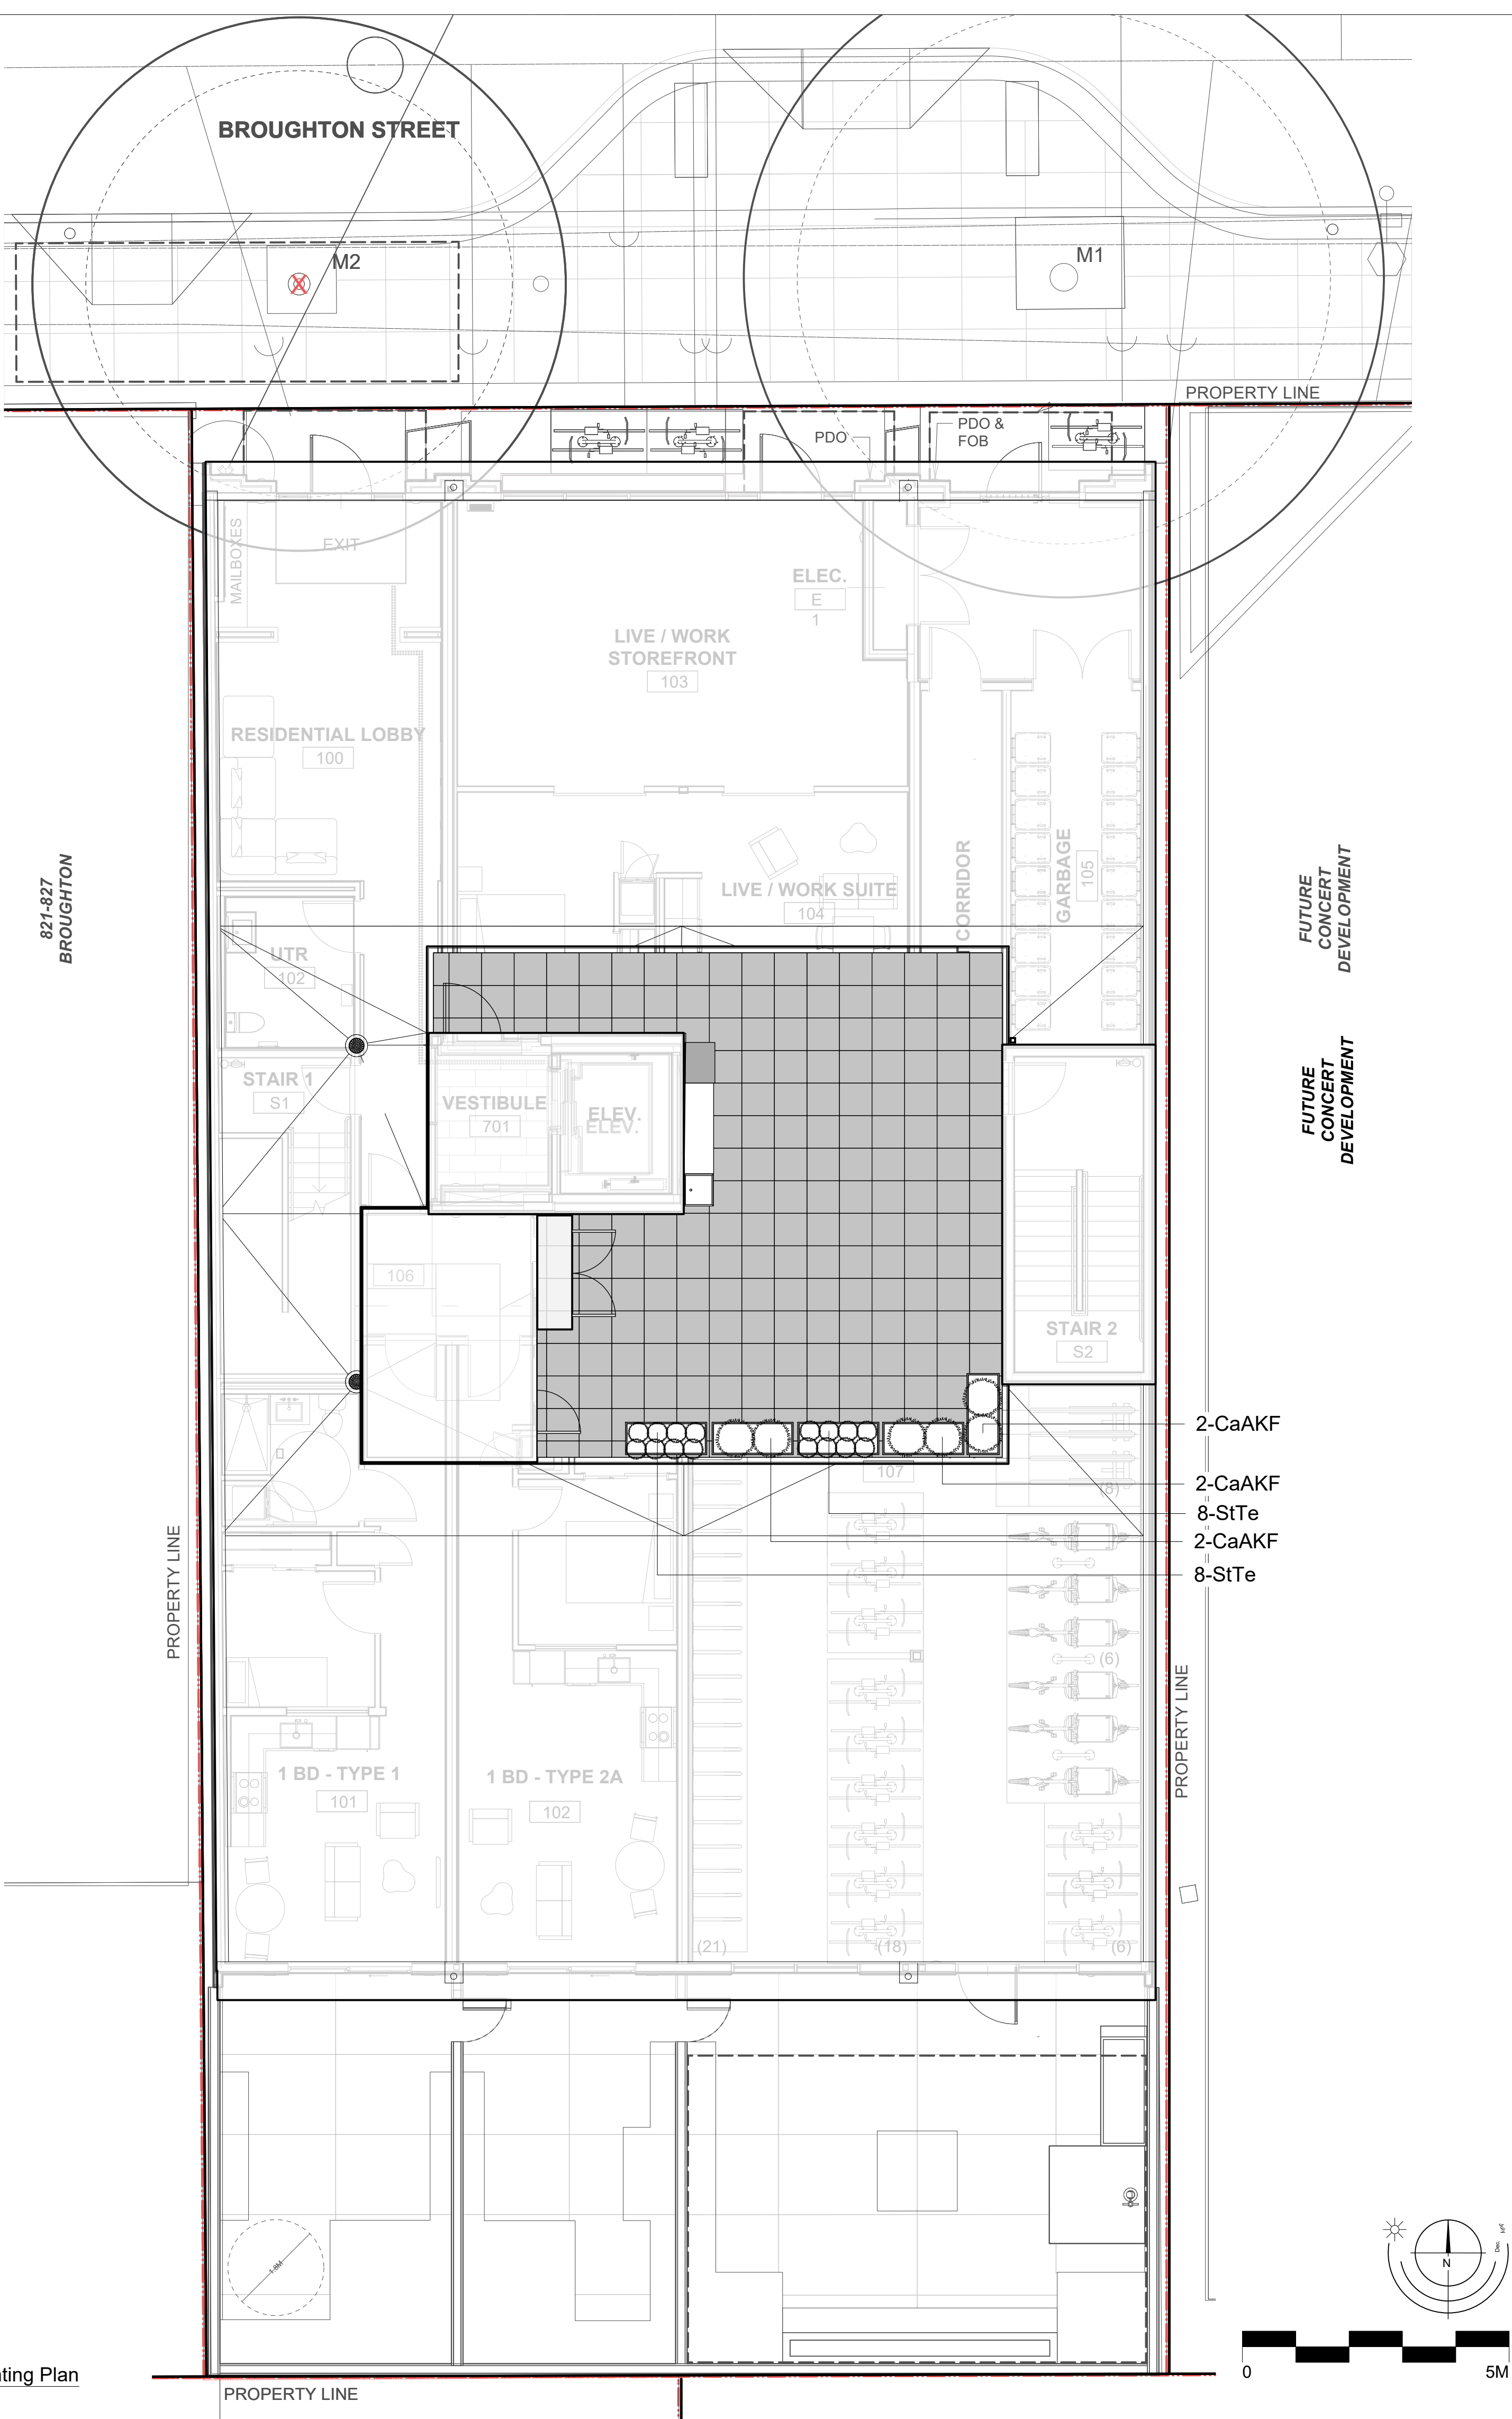 BROUGHTON STREET
M2
M1
PROPERTY LINE
PDO
PDO &
FOB
MAILBOXES
EXIT
ELEC.
E
1
LIVE / WORK
STOREFRONT
103
RESIDENTIAL LOBBY
100
821-827
BROUGHTON
LIVE / WORK SUITE
104
CORRIDOR
GARBAGE
105
FUTURE
CONCERT
DEVELOPMENT
UTR
102
STAIR 1
S1
VESTIBULE
701
ELEV.
ELEV.
FUTURE
CONCERT
DEVELOPMENT
106
STAIR 2
S2
2-CaAKF
107
(8)
2-CaAKF
8-StTe
2-CaAKF
8-StTe
PROPERTY LINE
(6)
PROPERTY LINE
1 BD - TYPE 1
101
1 BD - TYPE 2A
102
(21)
(18)
(6)
1.8M
N
Dec
0
5M
nting Plan
PROPERTY LINE